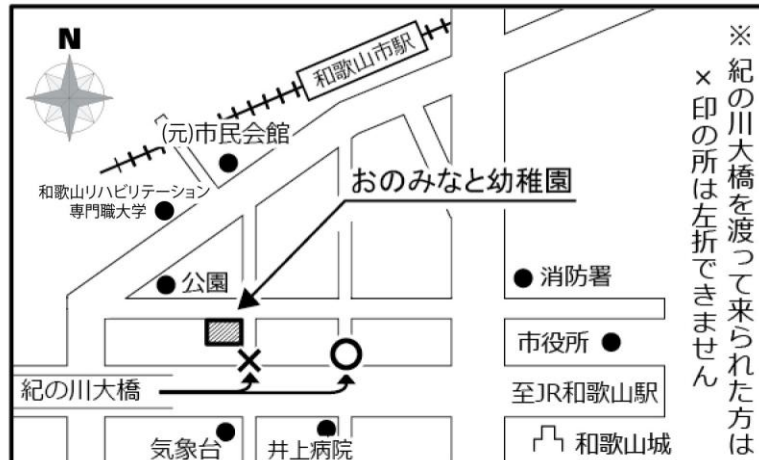 N
和歌山市駅
(元)市民会館
和歌山リハビリテーション
専門職大学
おのみなと幼稚園
公園
消防署
市役所
紀の川大橋
至JR和歌山駅
気象台
井上病院
和歌山城
※ 紀の川大橋を渡って来られた方は
× 印の所は左折できません